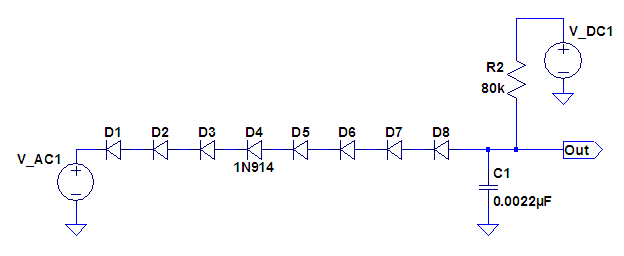 V_DC1
R2
80k
D1 D2 D3 D4 D5 D6 D7 D8
V_AC1
1N914
Out
C1
0.0022µF